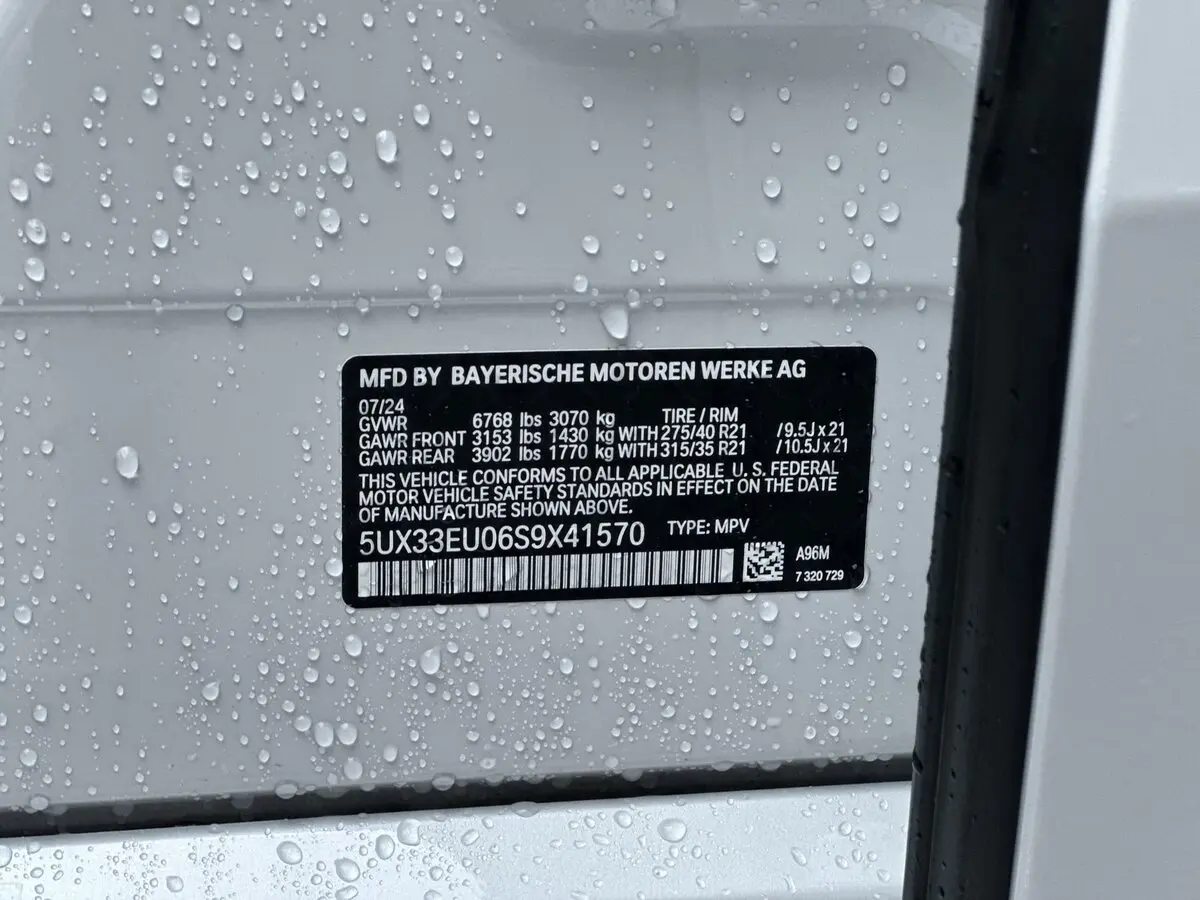 MFD BY BAYERISCHE MOTOREN WERKE AG
07/24
GVWR 6768 lbs 3070 kg TIRE / RIM
GAWR FRONT 3153 lbs 1430 kg WITH 275/40 R21 /9.5J x 21
GAWR REAR 3902 lbs 1770 kg WITH 315/35 R21 /10.5J x 21
THIS VEHICLE CONFORMS TO ALL APPLICABLE U. S. FEDERAL
MOTOR VEHICLE SAFETY STANDARDS IN EFFECT ON THE DATE
OF MANUFACTURE SHOWN ABOVE.
5UX33EU06S9X41570 TYPE: MPV
A96M
7 320 729